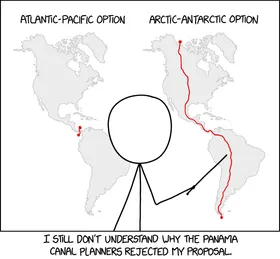 ATLANTIC-PACIFIC OPTION
ARCTIC-ANTARCTIC OPTION
I STILL DON'T UNDERSTAND WHY THE PANAMA
CANAL PLANNERS REJECTED MY PROPOSAL.